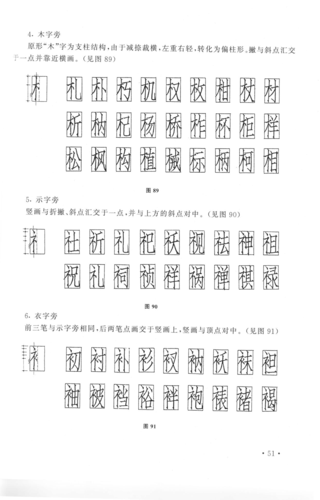 4. 木字旁
原形“木”字为支柱结构,由于减捺裁横,左重右轻,转化为偏柱形、撇与斜点汇交
于一点并靠近横画。(见图 89)
札 朴 朽 机 杈 杖 柑 杖 材
析 枘 杞 杨 桥 柞 杯 柜 样
松 枫 构 植 械 标 柄 柯 相
图 89
5. 示字旁
竖画与折撇、斜点汇交于一点,并与上方的斜点对中。(见图 90)
社 祈 礼 祀 祆 视 祛 神 祖
祝 礼 祠 祯 祥 祸 禅 祺 禄
图 90
6. 衣字旁
前三笔与示字旁相同,后两笔点画交于竖画上,竖画与顶点对中。(见图 91)
初 衬 补 衫 衩 衲 袄 袜 袒
袖 被 裆 裕 袢 袍 裱 褚 褐
图 91
· 51 ·